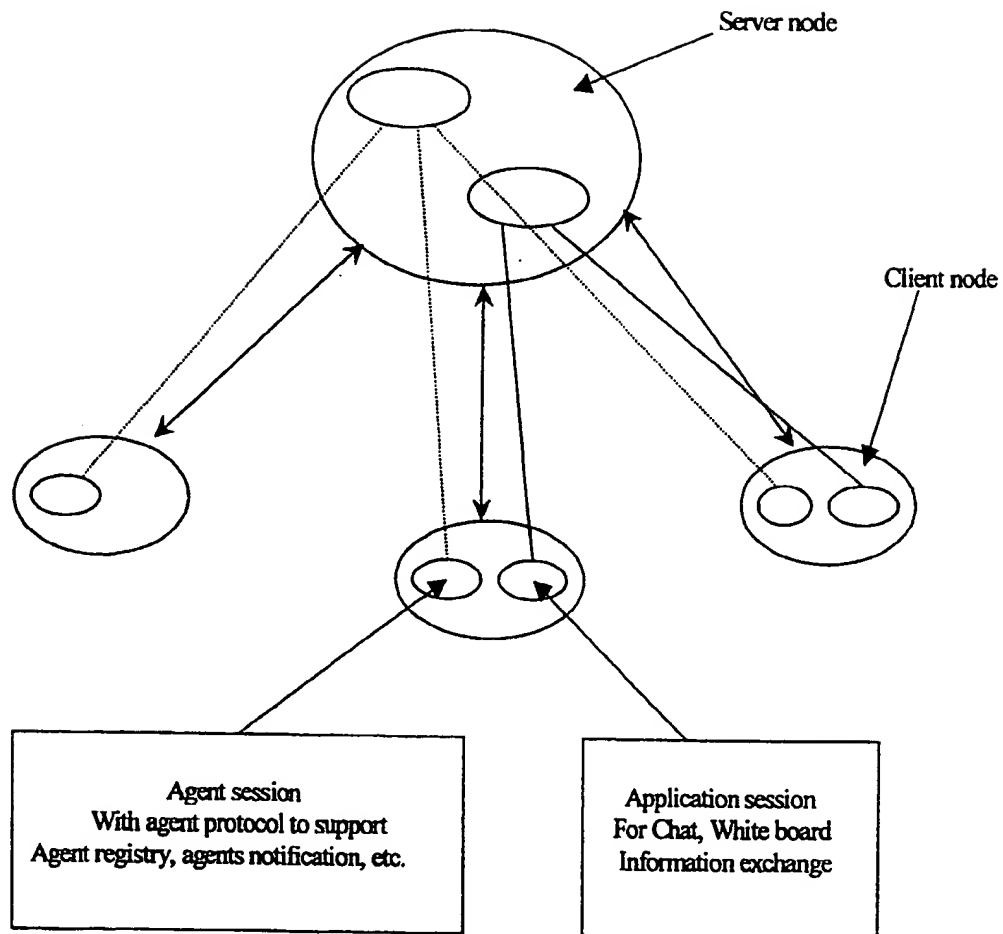 Server node
Client node
Agent session
With agent protocol to support
Agent registry, agents notification, etc.
Application session
For Chat, White board
Information exchange